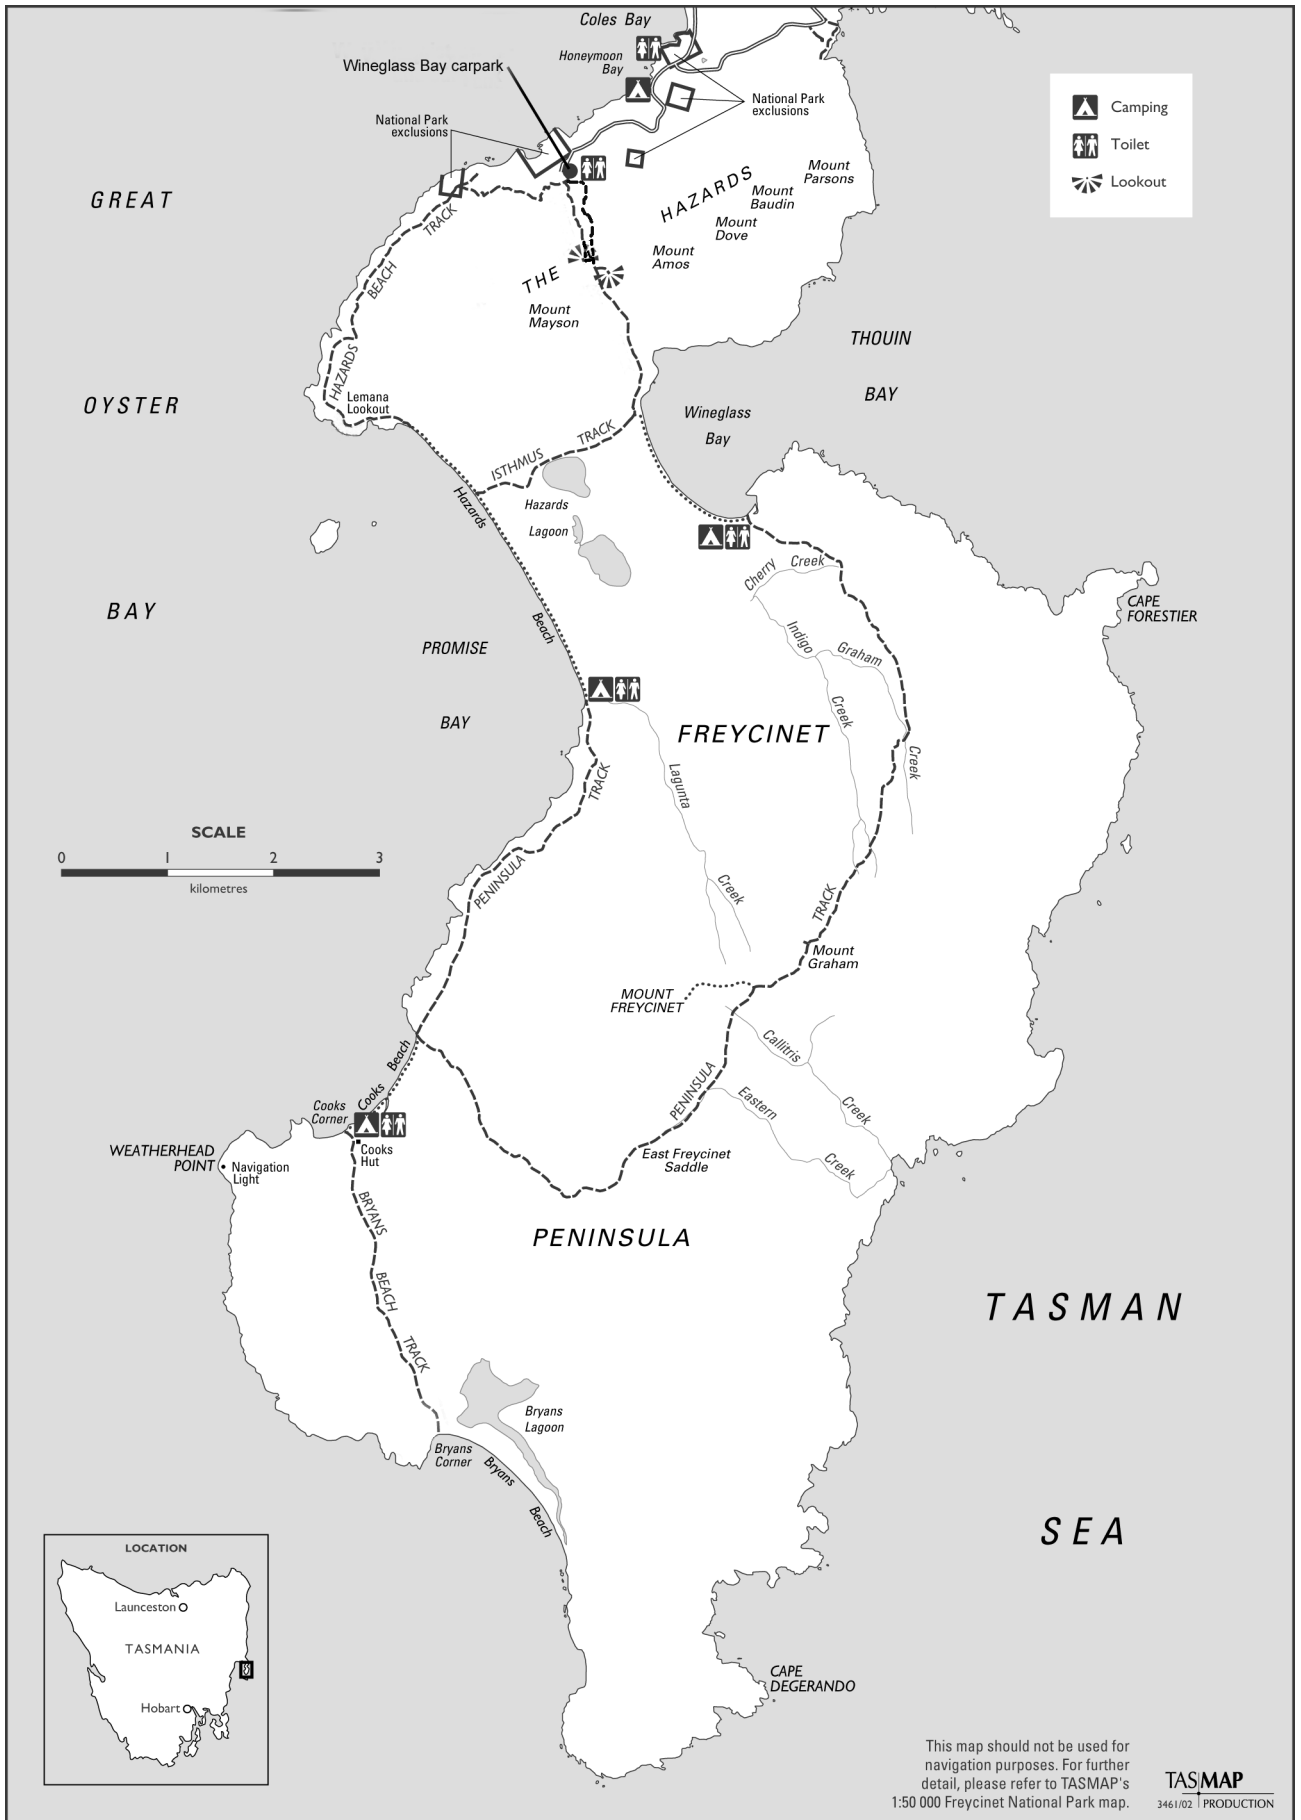 Coles Bay
Honeymoon
Bay
Wineglass Bay carpark
National Park
exclusions
National Park
exclusions
Camping
Toilet
Lookout
GREAT
OYSTER
BAY
THE
HAZARDS
Mount
Parsons
Mount
Baudin
Mount
Dove
Mount
Amos
Mount
Mayson
HAZARDS
BEACH
TRACK
Lemana
Lookout
THOUIN
BAY
Wineglass
Bay
ISTHMUS
TRACK
Hazards
Lagoon
Hazards
Beach
PROMISE
BAY
Cherry
Creek
Indigo
Creek
Graham
Creek
CAPE
FORESTIER
FREYCINET
Lagunta
Creek
TRACK
PENINSULA
SCALE
0 1 2 3
kilometres
TRACK
Mount
Graham
MOUNT
FREYCINET
Callitris
Creek
PENINSULA
Eastern
Creek
East Freycinet
Saddle
Cooks
Beach
Cooks
Corner
Cooks
Hut
WEATHERHEAD
POINT
Navigation
Light
PENINSULA
BRYANS
BEACH
TRACK
Bryans
Lagoon
Bryans
Corner
Bryans
Beach
TASMAN
SEA
CAPE
DEGERANDO
LOCATION
Launceston
TASMANIA
Hobart
This map should not be used for
navigation purposes. For further
detail, please refer to TASMAP's
1:50 000 Freycinet National Park map.
TASMAP
3461/02 PRODUCTION